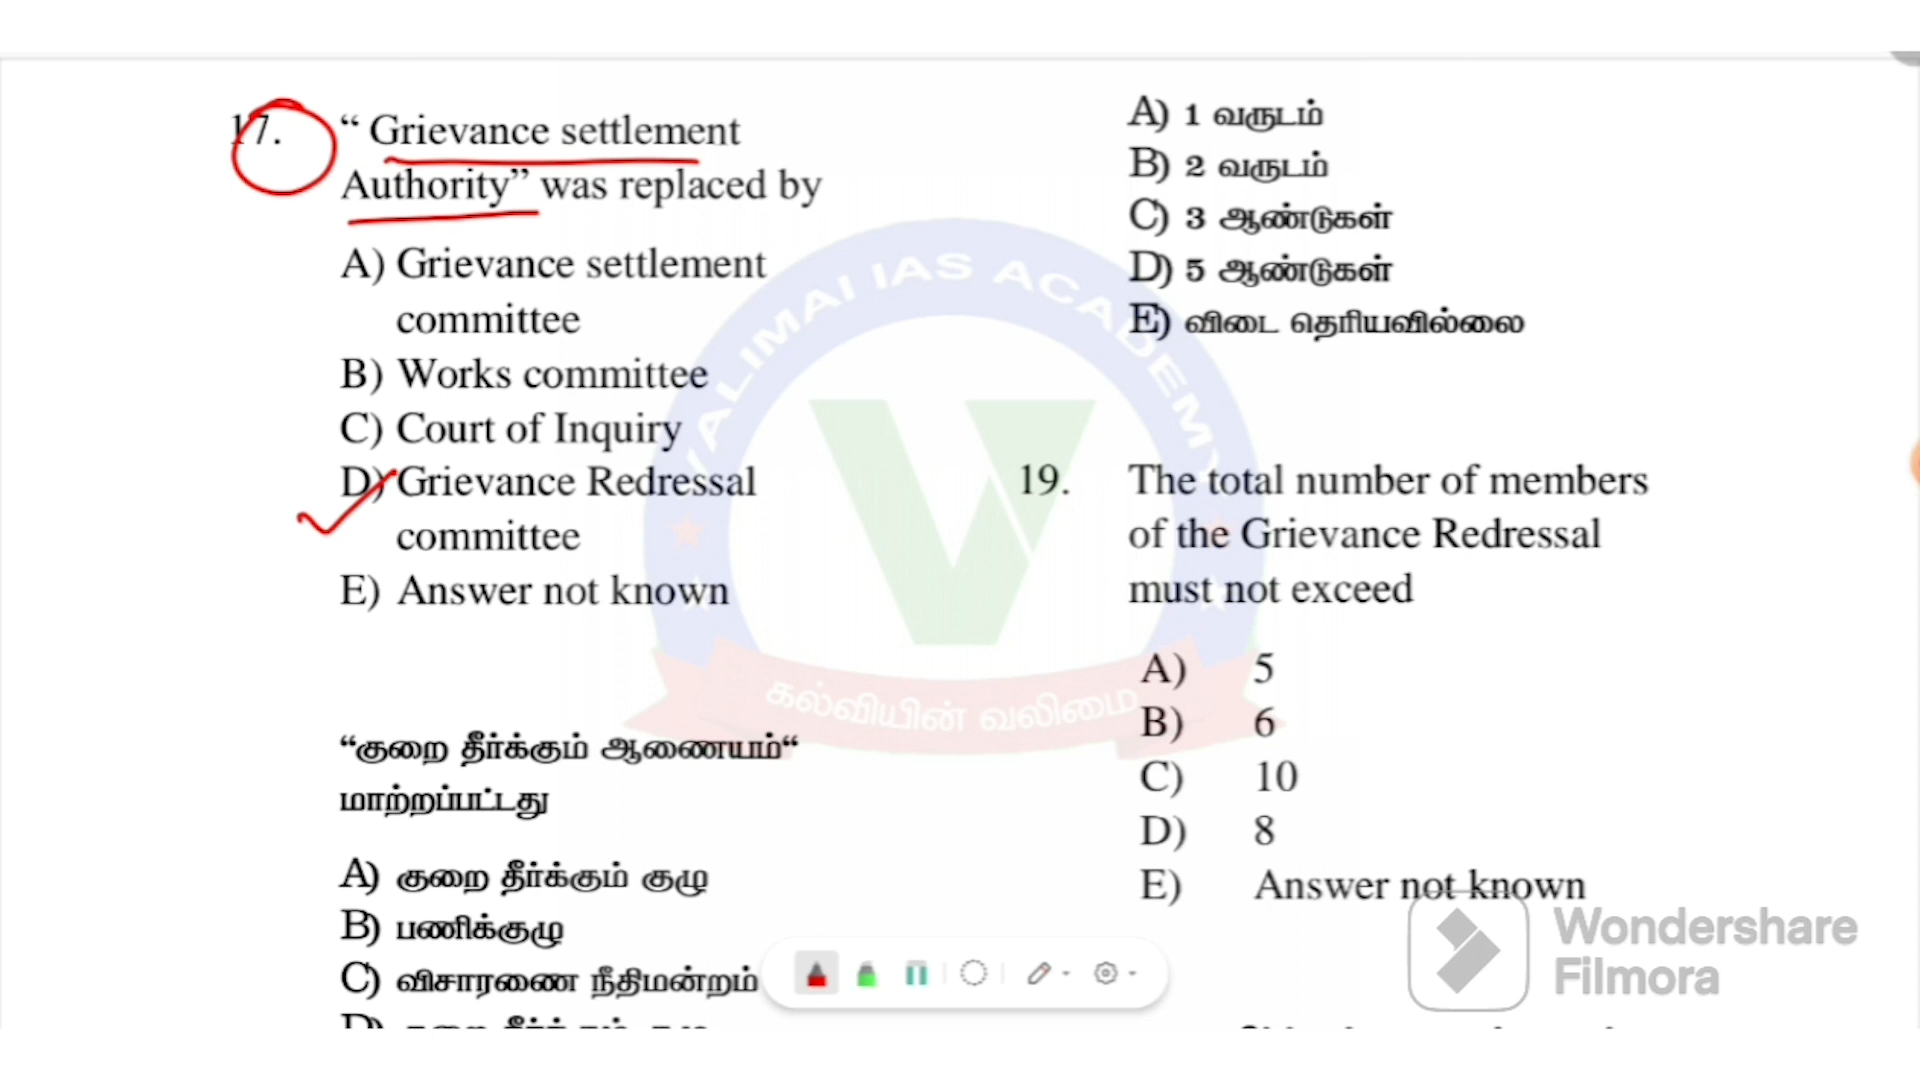 17. “ Grievance settlement
Authority” was replaced by
A) Grievance settlement
committee
B) Works committee
C) Court of Inquiry
D) Grievance Redressal
committee
E) Answer not known
“குறை தீர்க்கும் ஆணையம்“
மாற்றப்பட்டது
A) குறை தீர்க்கும் குழு
B) பணிக்குழு
C) விசாரணை நீதிமன்றம்
A) 1 வருடம்
B) 2 வருடம்
C) 3 ஆண்டுகள்
D) 5 ஆண்டுகள்
E) விடை தெரியவில்லை
19. The total number of members
of the Grievance Redressal
must not exceed
A) 5
B) 6
C) 10
D) 8
E) Answer not known
VALIMAI IAS ACADEMY
கல்வியின் வலிமை
Wondershare
Filmora